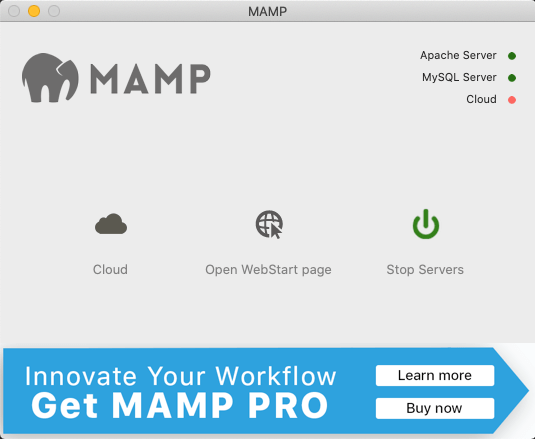 MAMP
MAMP
Apache Server
MySQL Server
Cloud
Cloud
Open WebStart page
Stop Servers
Innovate Your Workflow
Get MAMP PRO
Learn more
Buy now